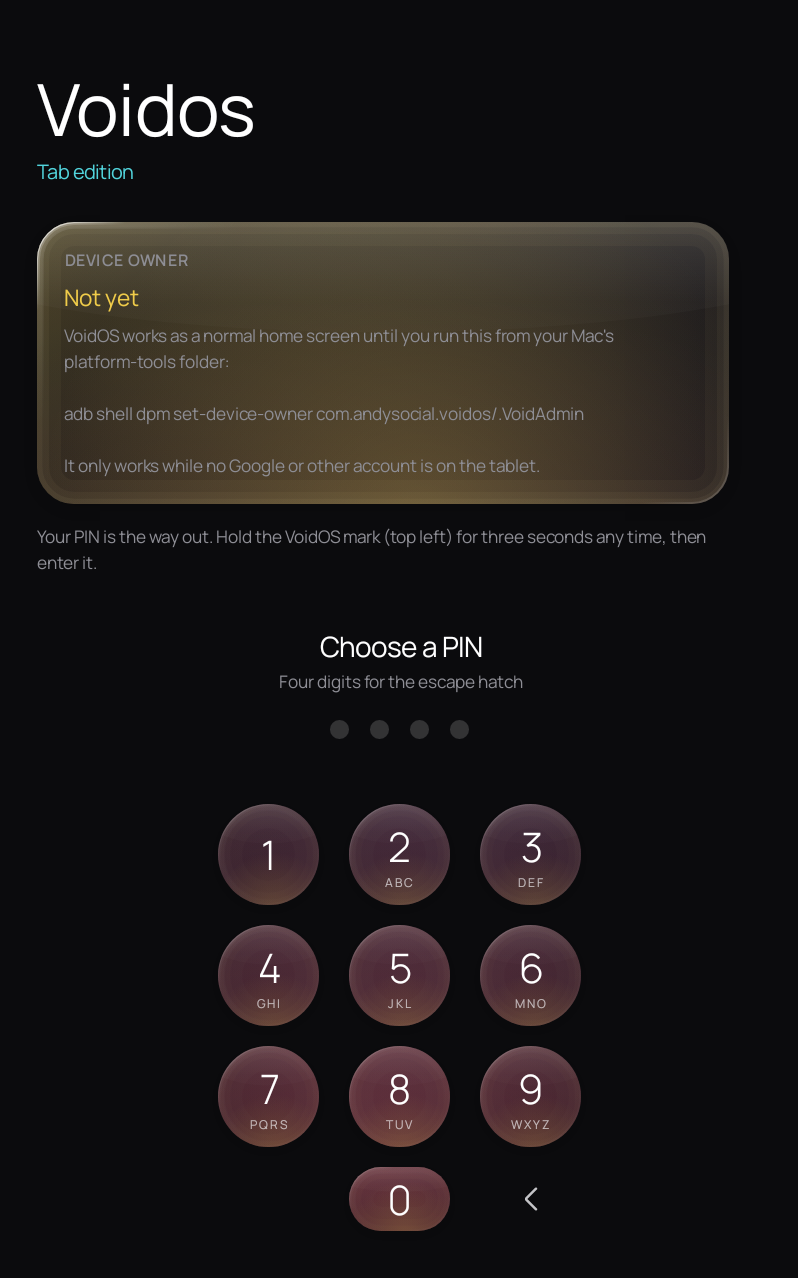 Voidos
Tab edition
DEVICE OWNER
Not yet
VoidOS works as a normal home screen until you run this from your Mac's
platform-tools folder:
adb shell dpm set-device-owner com.andysocial.voidos/.VoidAdmin
It only works while no Google or other account is on the tablet.
Your PIN is the way out. Hold the VoidOS mark (top left) for three seconds any time, then
enter it.
Choose a PIN
Four digits for the escape hatch
1 2 3
ABC DEF
4 5 6
GHI JKL MNO
7 8 9
PQRS TUV WXYZ
0